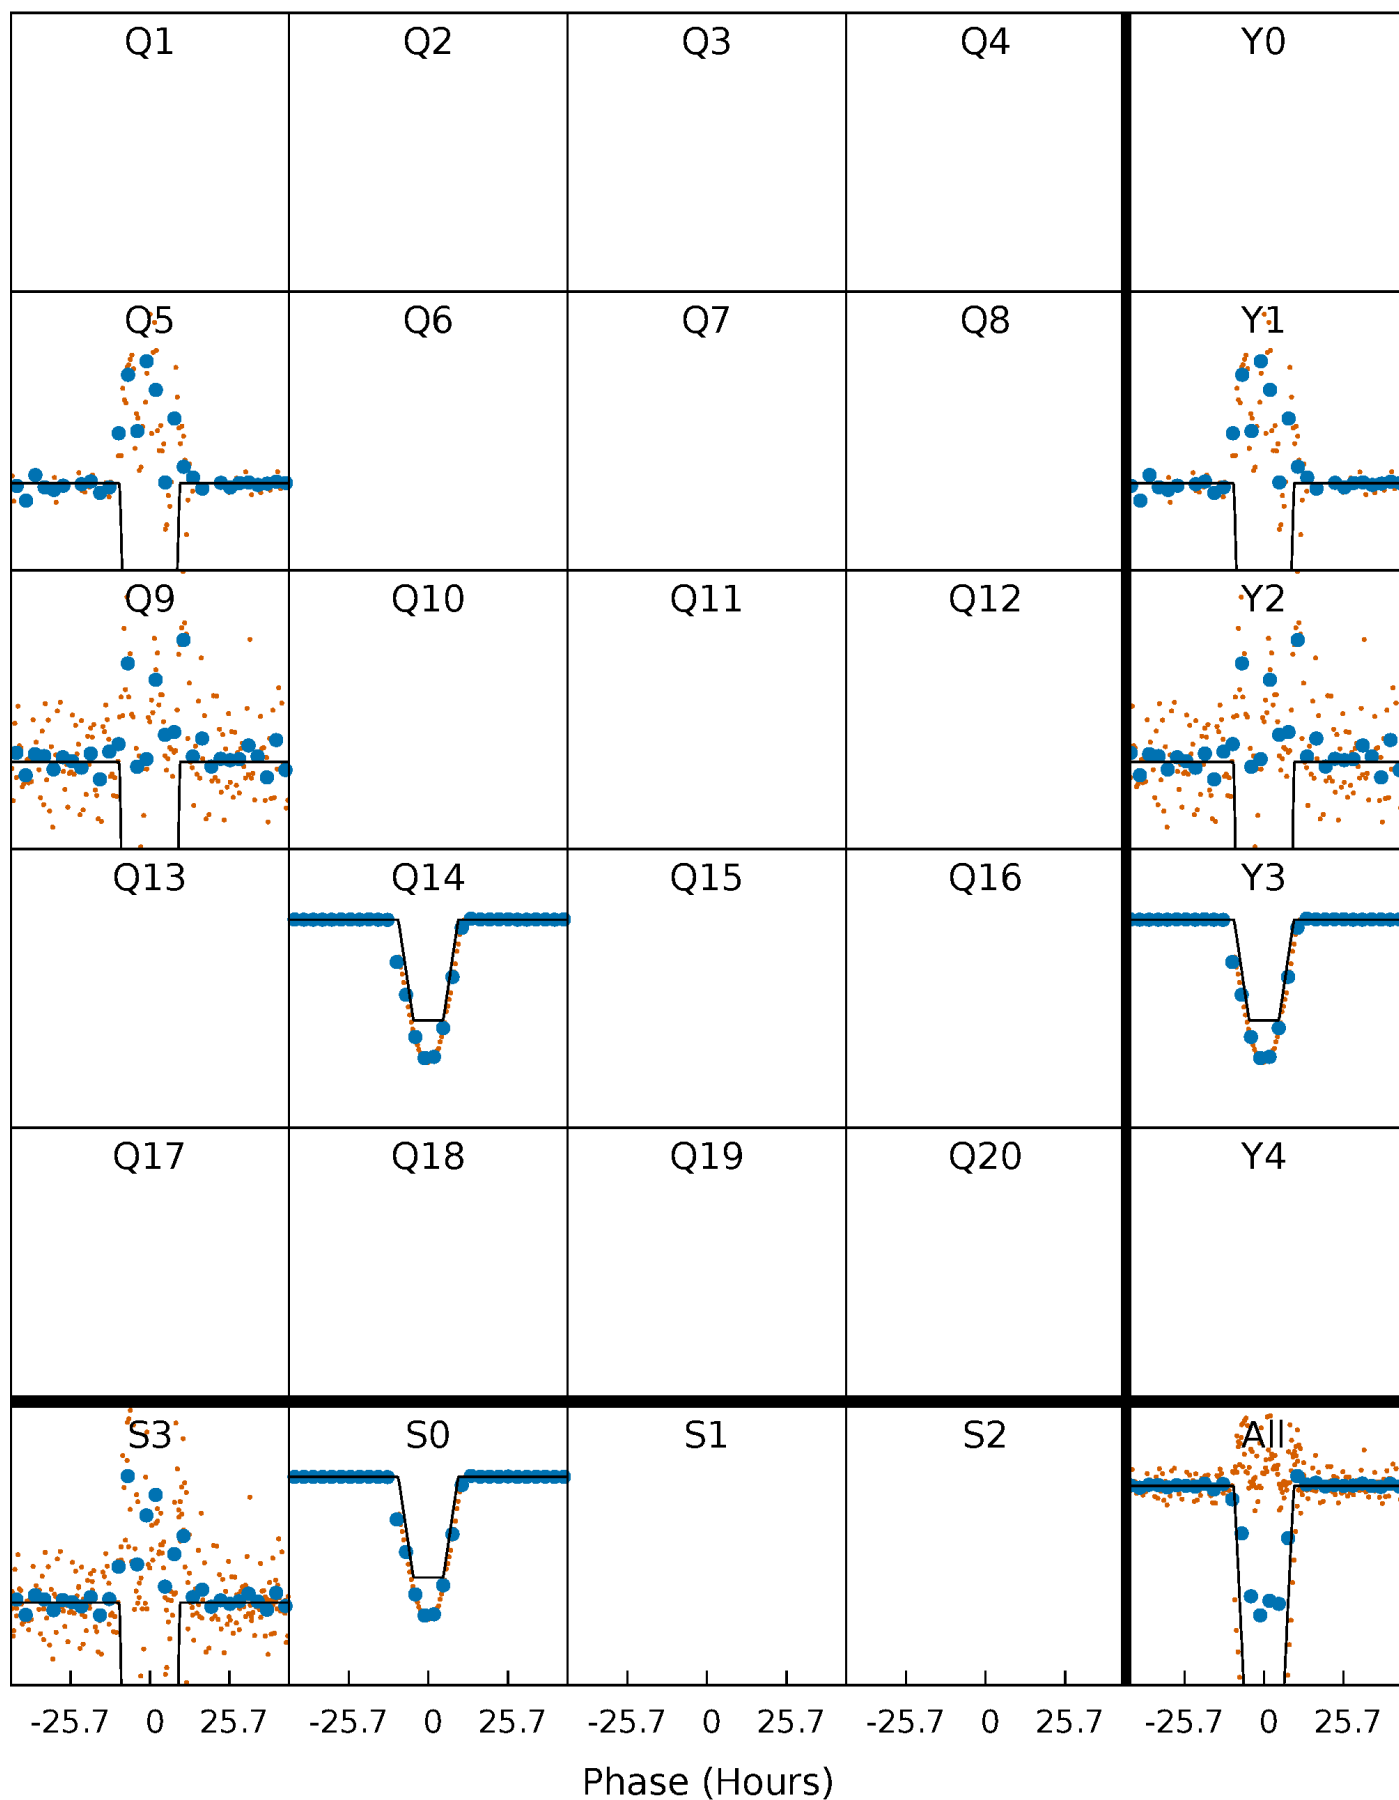 Q1 Q2 Q3 Q4 Y0
Q5 Q6 Q7 Q8 Y1
Q9 Q10 Q11 Q12 Y2
Q13 Q14 Q15 Q16 Y3
Q17 Q18 Q19 Q20 Y4
S3 S0 S1 S2 All
-25.7 0 25.7 -25.7 0 25.7 -25.7 0 25.7 -25.7 0 25.7 -25.7 0 25.7
Phase (Hours)